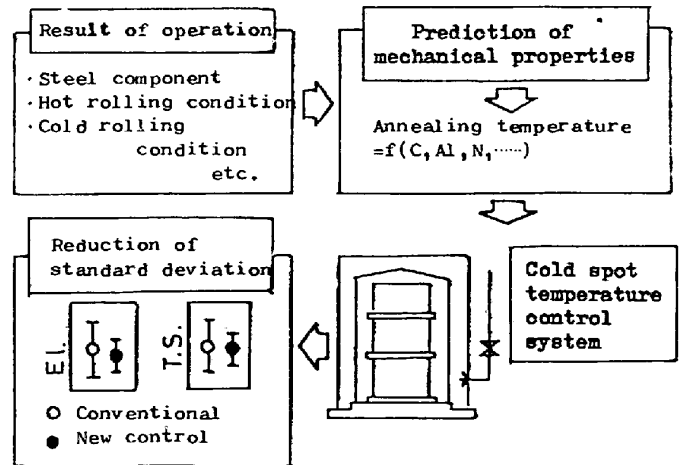 Result of operation
·Steel component
·Hot rolling condition
·Cold rolling
condition
etc.
Prediction of
mechanical properties
Annealing temperature
=f(C,Al,N,……)
Cold spot
temperature
control
system
Reduction of
standard deviation
El.
T.S.
○ Conventional
● New control